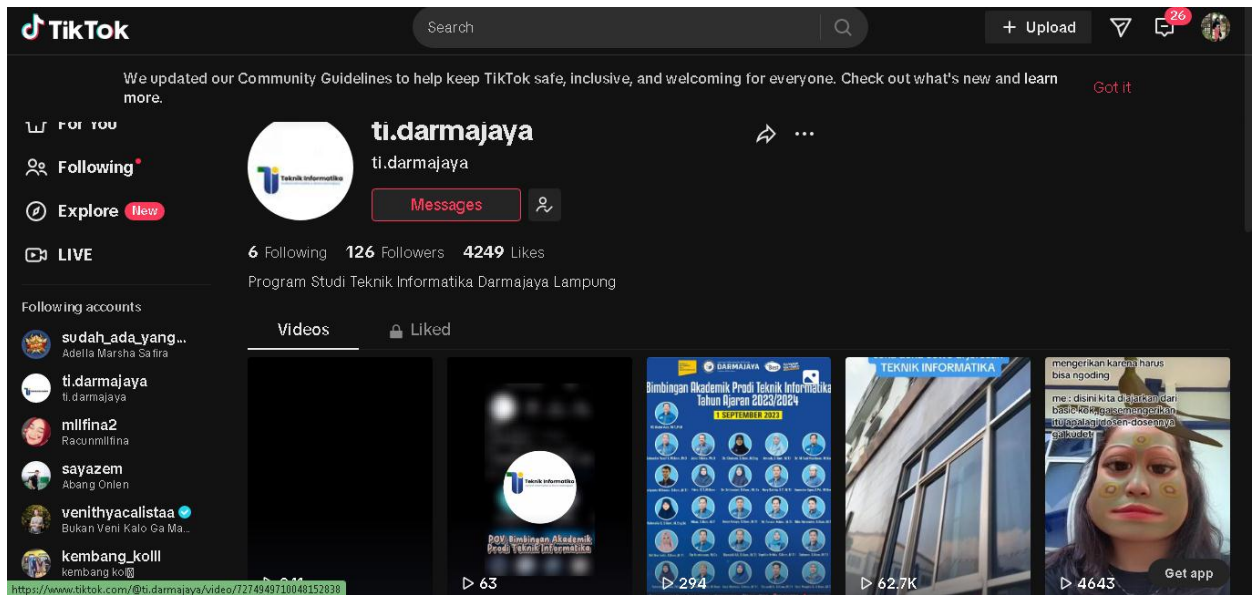 TikTok
Search
+ Upload
26
We updated our Community Guidelines to help keep TikTok safe, inclusive, and welcoming for everyone. Check out what's new and learn
more.
Got it
For You
Following
Explore New
LIVE
ti.darmajaya
ti.darmajaya
Teknik Informatika
Messages
6 Following 126 Followers 4249 Likes
Program Studi Teknik Informatika Darmajaya Lampung
Videos
Liked
Following accounts
sudah_ada_yang...
Adella Marsha Safira
ti.darmajaya
ti.darmajaya
mllfina2
Racunmllfina
sayazem
Abang Onlen
venithyacalistaa
Bukan Veni Kalo Ga Ma...
kembang_kolll
https://www.tiktok.com/@ti.darmajaya/video/7274949710048152838
Teknik Informatika
POV Bimbingan Akademik
Prodi Teknik Informatika
63
DARMAJAYA
Bimbingan Akademik Prodi Teknik Informatika
Tahun Ajaran 2023/2024
1 SEPTEMBER 2023
294
TEKNIK INFORMATIKA
62.7K
mengerikan karena harus
bisa ngoding
me : disini kita diajarkan dari
basic kok, ga semengerikan
itu apalagi dosen-dosennya
4643
Get app